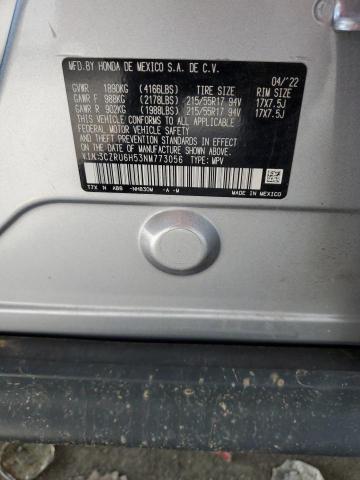 MFD.BY HONDA DE MEXICO S.A. DE C.V. 04/'22
GVWR 1890KG (4166LBS) TIRE SIZE RIM SIZE
GAWR F 988KG (2178LBS) 215/55R17 94V 17X7.5J
GAWR R 902KG (1988LBS) 215/55R17 94V 17X7.5J
THIS VEHICLE CONFORMS TO ALL APPLICABLE
FEDERAL MOTOR VEHICLE SAFETY AND THEFT
PREVENTION STANDARDS IN EFFECT ON THE DATE
OF MANUFACTURE SHOWN ABOVE.
V.I.N:3CZRU6H53NM773056 TYPE: MPV
T7X N AB8 -NH830M -A -M
MADE IN MEXICO